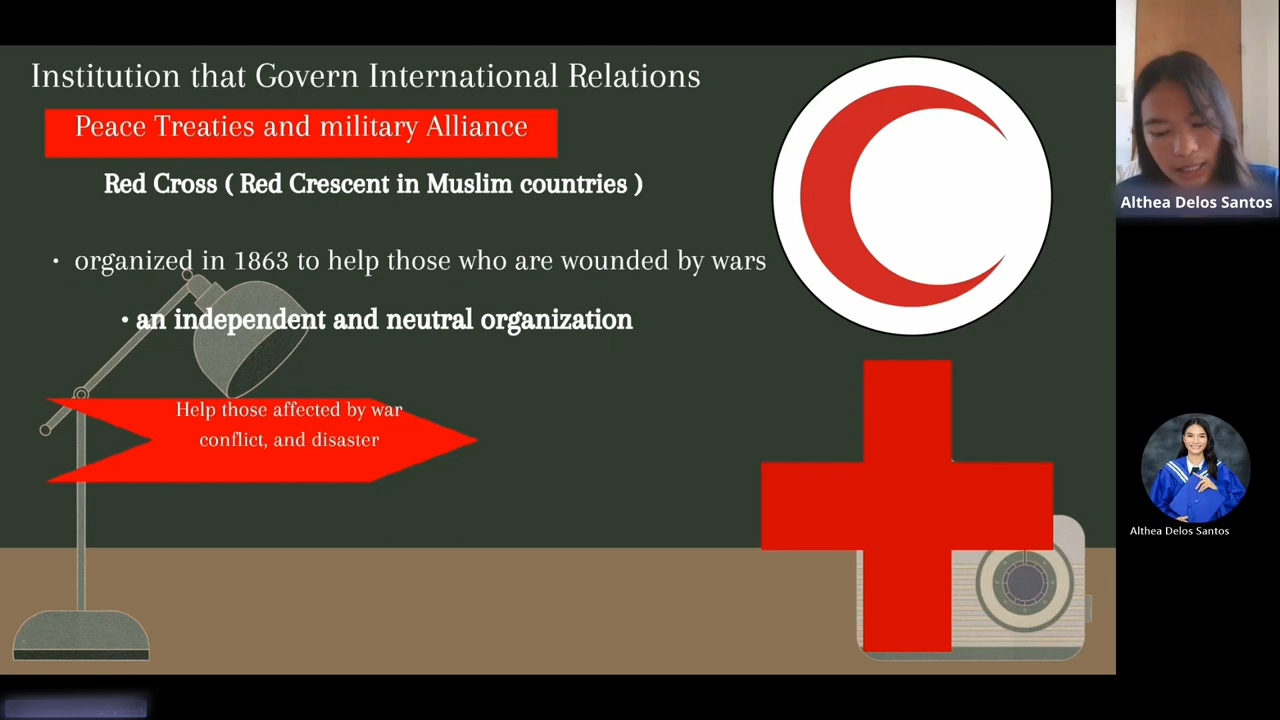 Institution that Govern International Relations
Peace Treaties and military Alliance
Red Cross ( Red Crescent in Muslim countries )
• organized in 1863 to help those who are wounded by wars
• an independent and neutral organization
Help those affected by war
conflict, and disaster
Althea Delos Santos
Althea Delos Santos